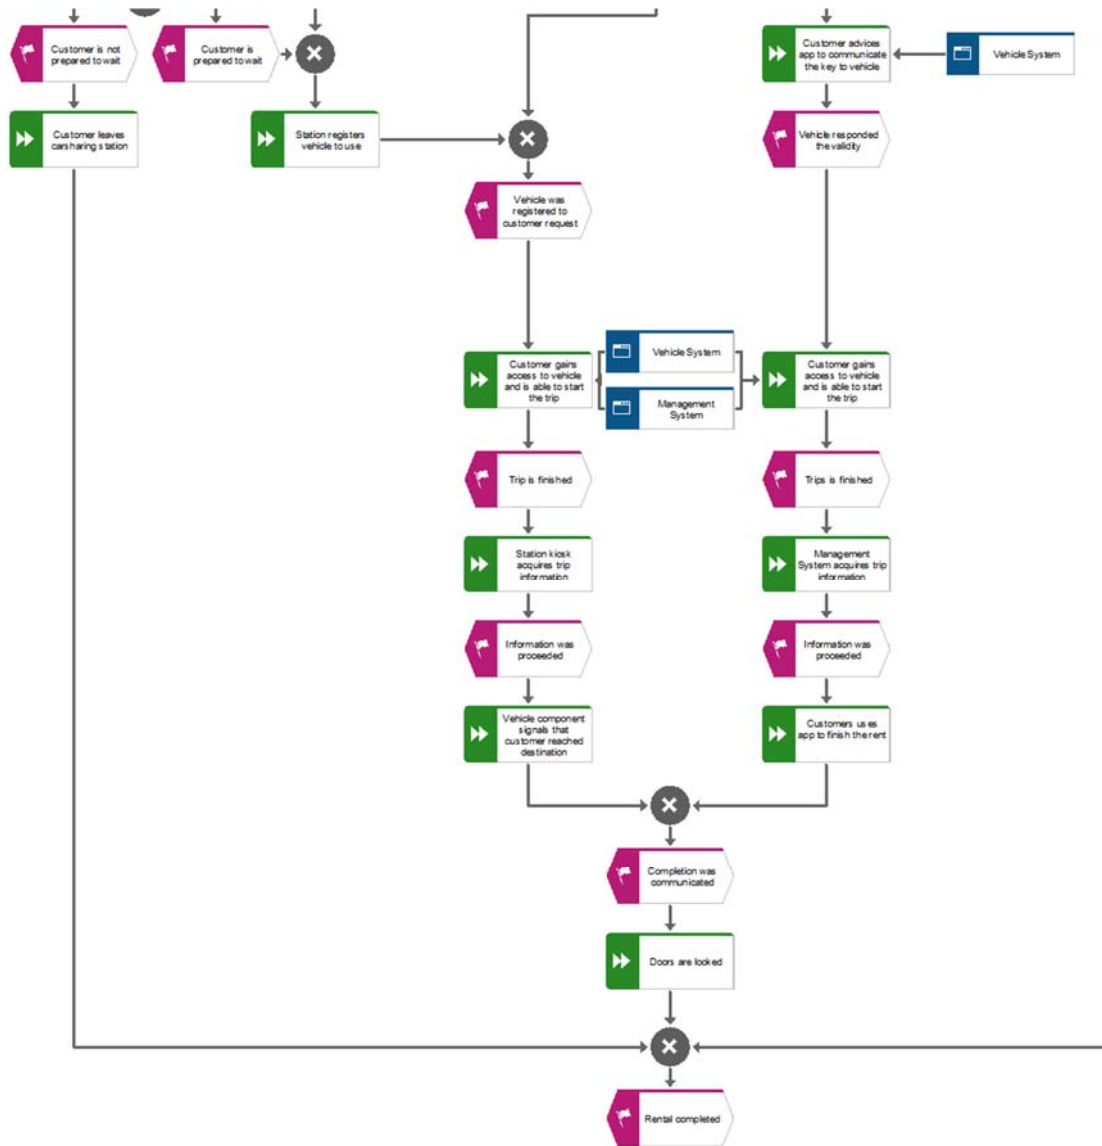 Customer is not
prepared to wait
Customer is
prepared to wait
Customer advices
app to communicate
the key to vehicle
Vehicle System
Customer leaves
carsharing station
Station registers
vehicle to use
Vehicle responded
the validity
Vehicle was
registered to
customer request
Vehicle System
Management
System
Customer gains
access to vehicle
and is able to start
the trip
Customer gains
access to vehicle
and is able to start
the trip
Trip is finished
Trips is finished
Station kiosk
acquires trip
information
Management
System acquires trip
information
Information was
proceeded
Information was
proceeded
Vehicle component
signals that
customer reached
destination
Customers uses
app to finish the rent
Completion was
communicated
Doors are looked
Rental completed